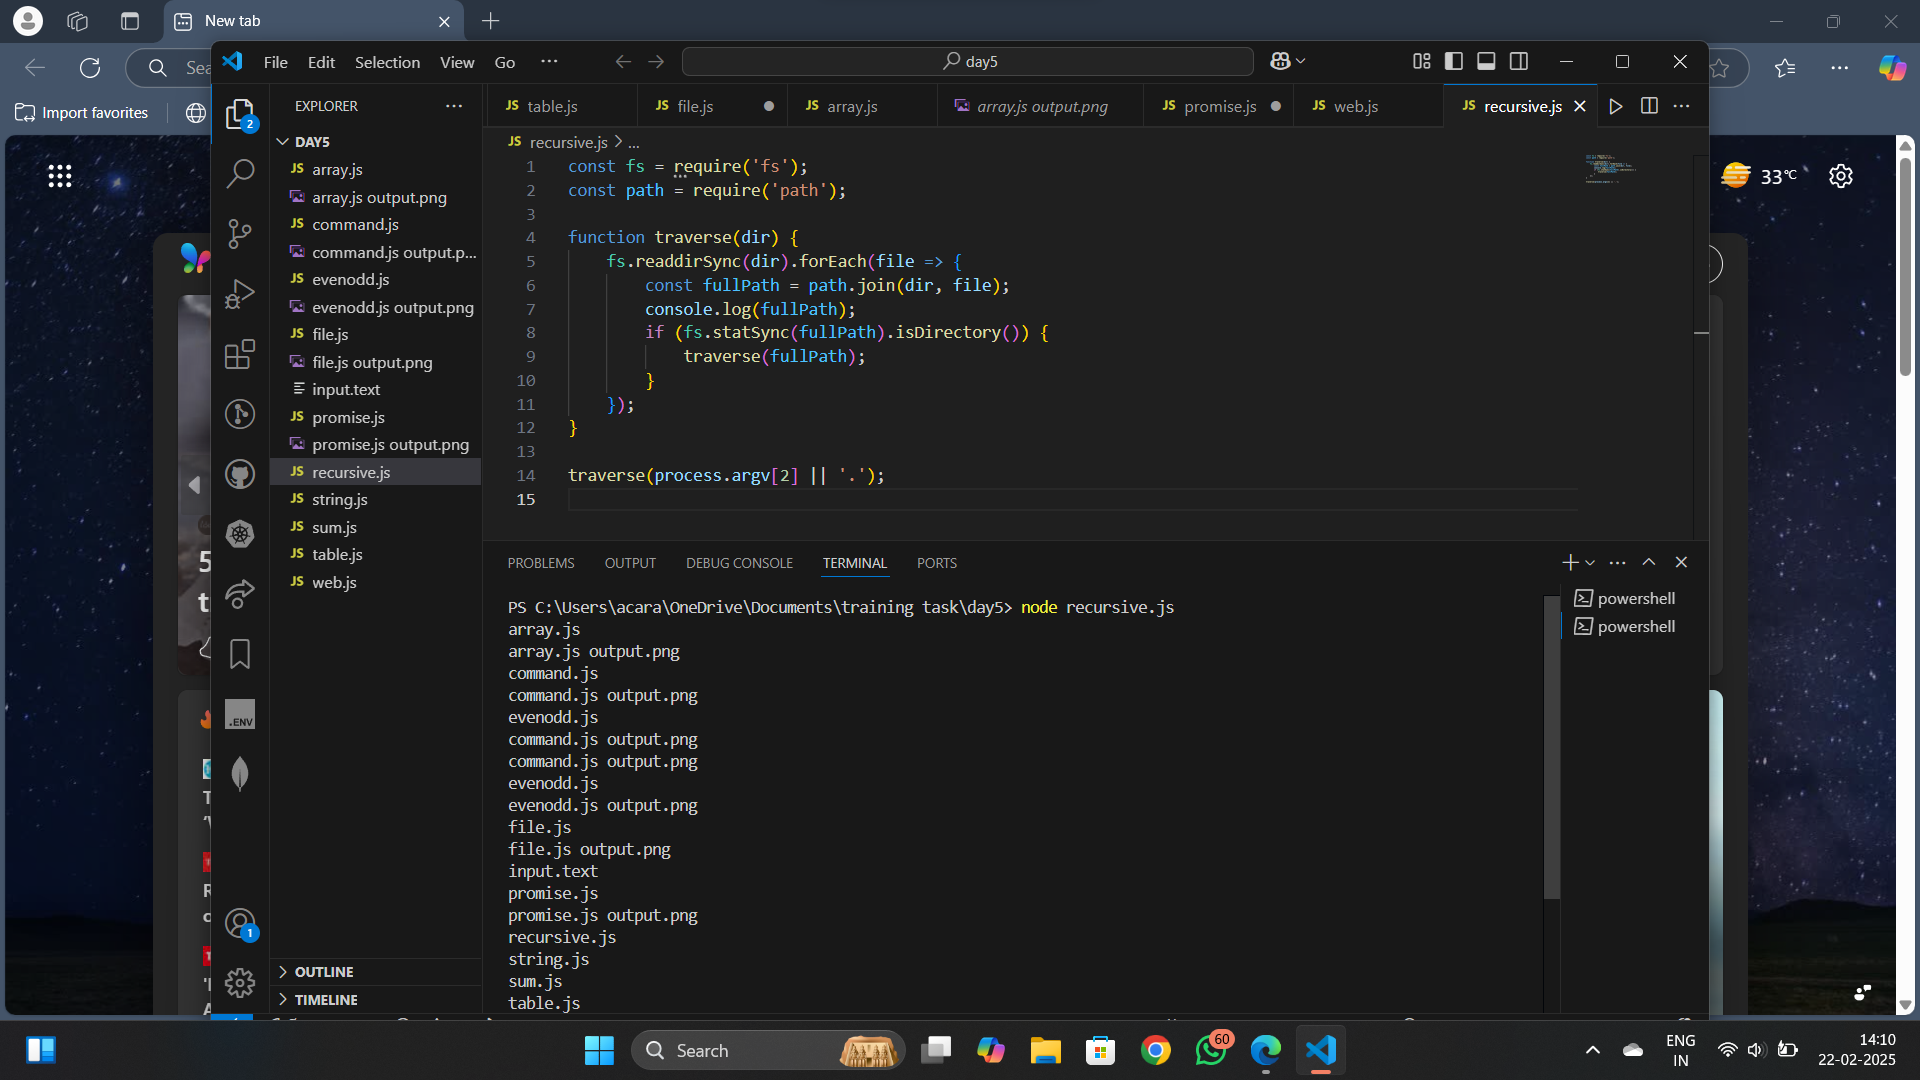 New tab
Sea
Import favorites
33°C
File Edit Selection View Go ···
day5
EXPLORER
2
DAY5
array.js
array.js output.png
command.js
command.js output.p...
evenodd.js
evenodd.js output.png
file.js
file.js output.png
input.text
promise.js
promise.js output.png
recursive.js
string.js
sum.js
table.js
web.js
.ENV
1
OUTLINE
TIMELINE
JS table.js JS file.js JS array.js array.js output.png JS promise.js JS web.js JS recursive.js
JS recursive.js > ...
1 const fs = require('fs');
2 const path = require('path');
3
4 function traverse(dir) {
5 fs.readdirSync(dir).forEach(file => {
6 const fullPath = path.join(dir, file);
7 console.log(fullPath);
8 if (fs.statSync(fullPath).isDirectory()) {
9 traverse(fullPath);
10 }
11 });
12 }
13
14 traverse(process.argv[2] || '.');
15
PROBLEMS OUTPUT DEBUG CONSOLE TERMINAL PORTS
powershell
powershell
PS C:\Users\acara\OneDrive\Documents\training task\day5> node recursive.js
array.js
array.js output.png
command.js
command.js output.png
evenodd.js
command.js output.png
command.js output.png
evenodd.js
evenodd.js output.png
file.js
file.js output.png
input.text
promise.js
promise.js output.png
recursive.js
string.js
sum.js
table.js
Search
60
ENG
IN
14:10
22-02-2025